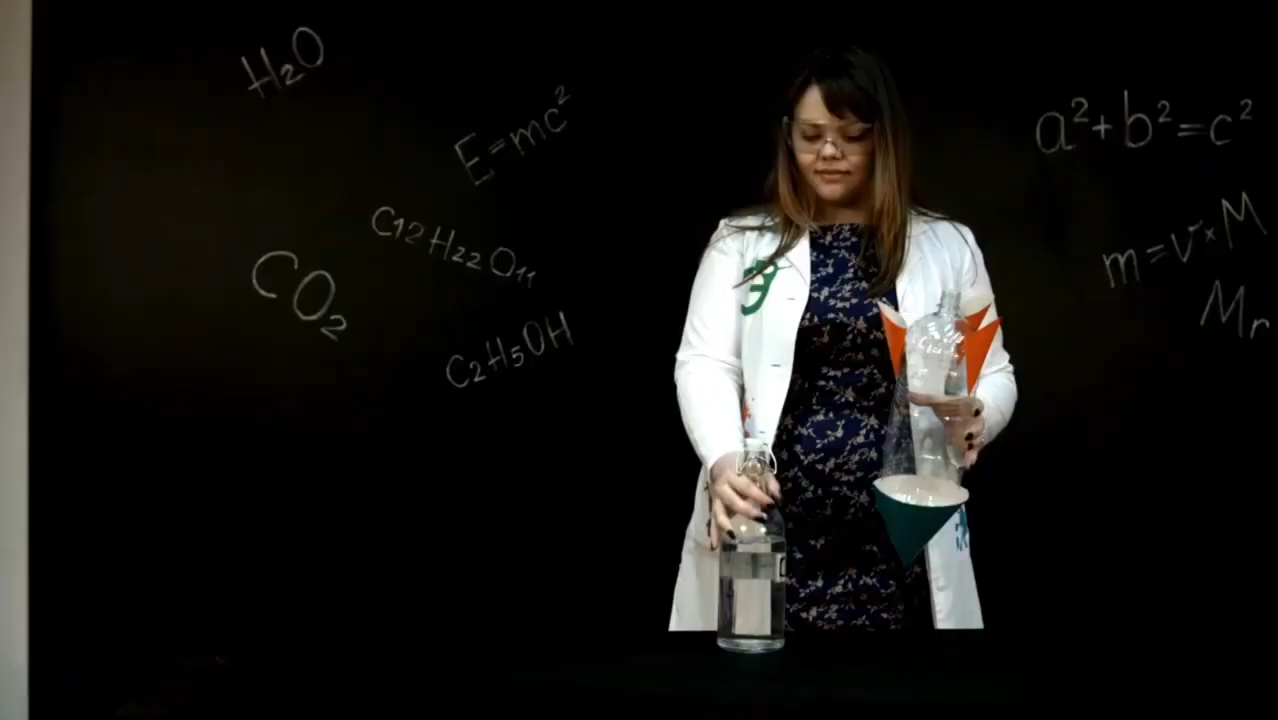 H₂O
E=mc²
C12H22O11
CO₂
C₂H₅OH
a²+b²=c²
m=ν×M
Mr